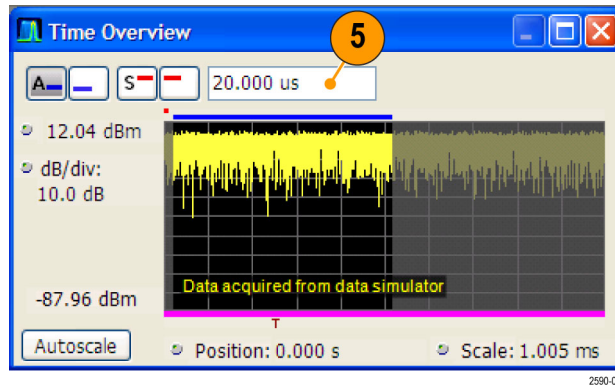 Time Overview
5
A
S
20.000 us
12.04 dBm
dB/div:
10.0 dB
-87.96 dBm
Data acquired from data simulator
T
Autoscale
Position: 0.000 s
Scale: 1.005 ms